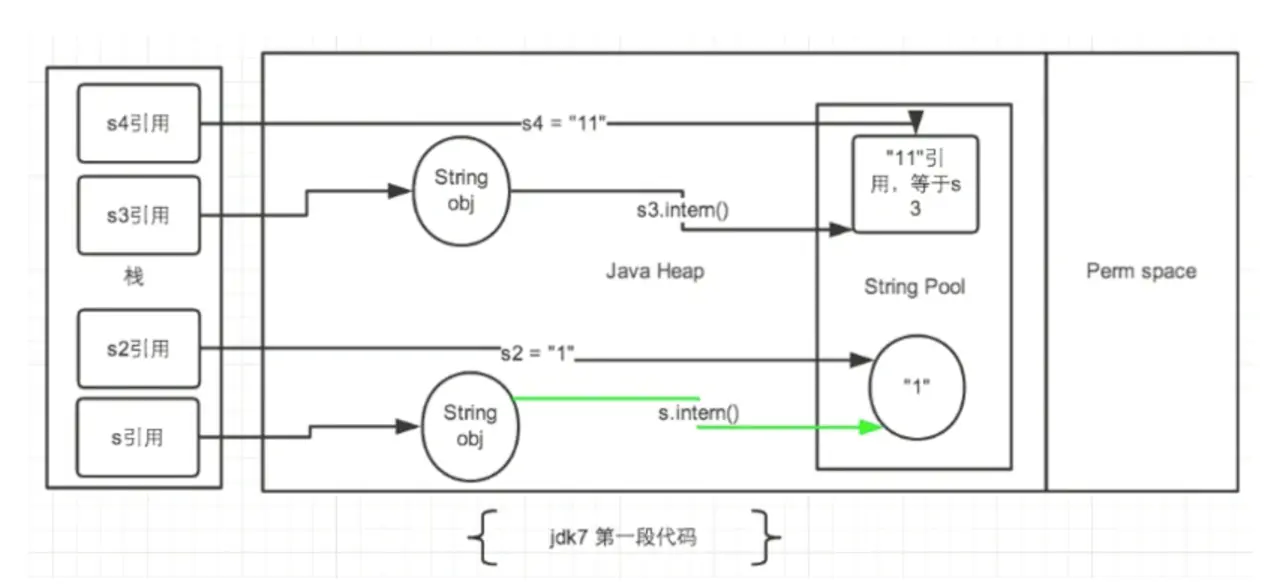 s4引用
s4 = "11"
"11"引
用，等于s
3
String
obj
s3引用
s3.intern()
栈
Java Heap
String Pool
Perm space
s2引用
s2 = "1"
"1"
String
obj
s.intern()
s引用
jdk7 第一段代码